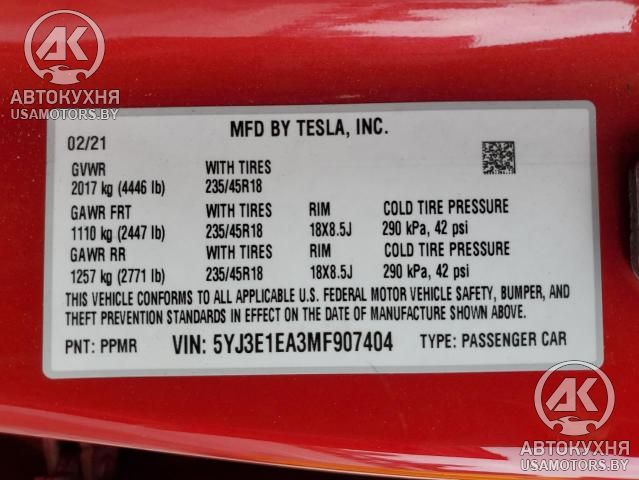 АК
АВТОКУХНЯ
USAMOTORS.BY
MFD BY TESLA, INC.
02/21
GVWR WITH TIRES
2017 kg (4446 lb) 235/45R18
GAWR FRT WITH TIRES RIM COLD TIRE PRESSURE
1110 kg (2447 lb) 235/45R18 18X8.5J 290 kPa, 42 psi
GAWR RR WITH TIRES RIM COLD TIRE PRESSURE
1257 kg (2771 lb) 235/45R18 18X8.5J 290 kPa, 42 psi
THIS VEHICLE CONFORMS TO ALL APPLICABLE U.S. FEDERAL MOTOR VEHICLE SAFETY, BUMPER, AND
THEFT PREVENTION STANDARDS IN EFFECT ON THE DATE OF MANUFACTURE SHOWN ABOVE.
PNT: PPMR VIN: 5YJ3E1EA3MF907404 TYPE: PASSENGER CAR
АК
АВТОКУХНЯ
USAMOTORS.BY